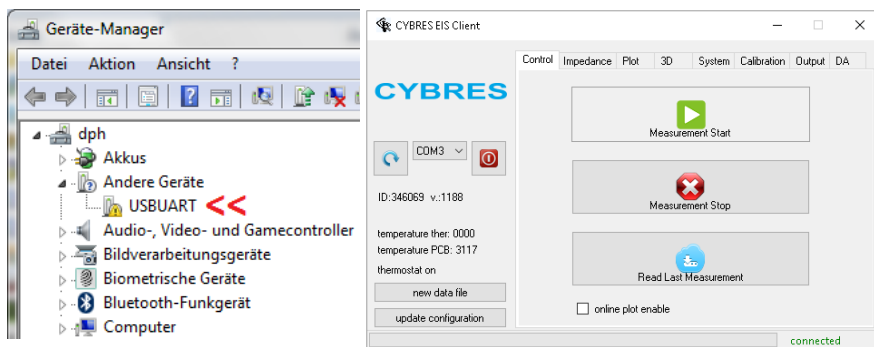 Geräte-Manager
Datei Aktion Ansicht ?
dph
Akkus
Andere Geräte
USBUART <<
Audio-, Video- und Gamecontroller
Bildverarbeitungsgeräte
Biometrische Geräte
Bluetooth-Funkgerät
Computer
CYBRES EIS Client
CYBRES
COM3
ID:346069 v.:1188
temperature ther: 0000
temperature PCB: 3117
thermostat on
new data file
update configuration
Control Impedance Plot 3D System Calibration Output DA
Measurement Start
Measurement Stop
Read Last Measurement
online plot enable
connected